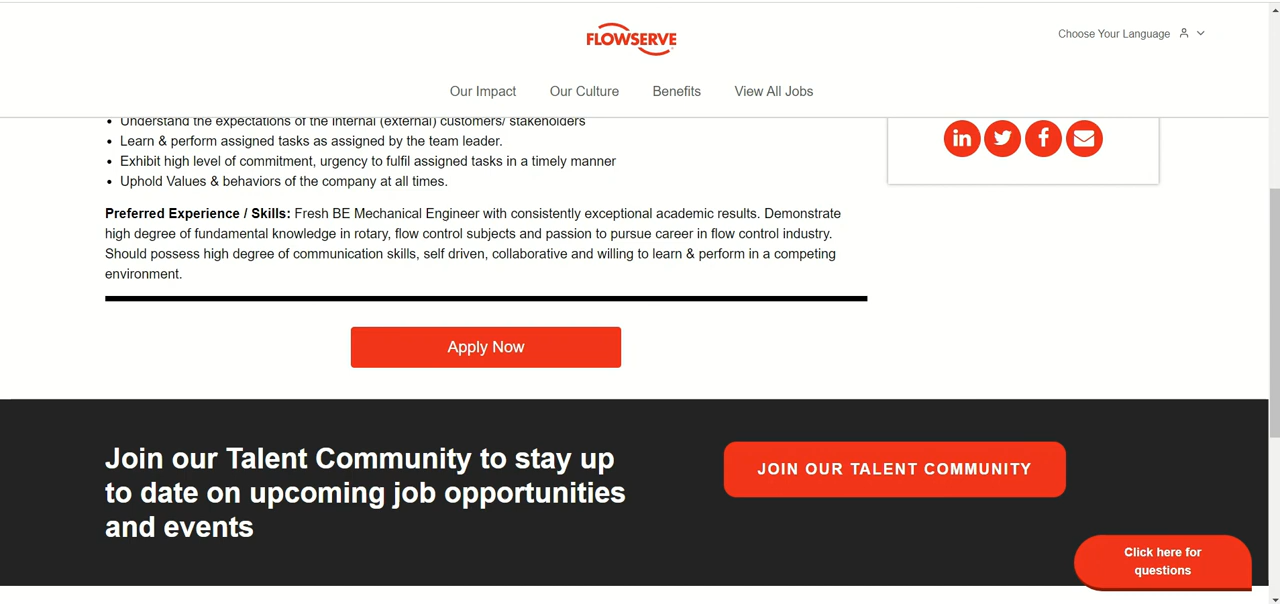 FLOWSERVE
Choose Your Language
Our Impact Our Culture Benefits View All Jobs
Understand the expectations of the internal (external) customers/ stakeholders
Learn & perform assigned tasks as assigned by the team leader.
Exhibit high level of commitment, urgency to fulfil assigned tasks in a timely manner
Uphold Values & behaviors of the company at all times.
Preferred Experience / Skills: Fresh BE Mechanical Engineer with consistently exceptional academic results. Demonstrate
high degree of fundamental knowledge in rotary, flow control subjects and passion to pursue career in flow control industry.
Should possess high degree of communication skills, self driven, collaborative and willing to learn & perform in a competing
environment.
Apply Now
Join our Talent Community to stay up
to date on upcoming job opportunities
and events
JOIN OUR TALENT COMMUNITY
Click here for
questions